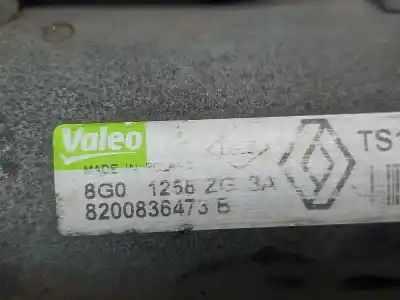 Valeo
MADE IN POLAND
TS1
8G0 1258 ZG 3A
8200836473 B